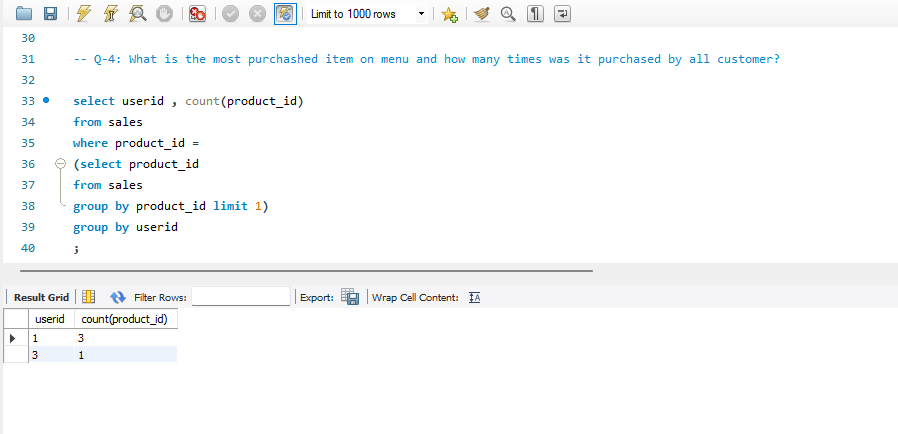 Limit to 1000 rows
30
31 -- Q-4: What is the most purchashed item on menu and how many times was it purchased by all customer?
32
33 select userid , count(product_id)
34 from sales
35 where product_id =
36 (select product_id
37 from sales
38 group by product_id limit 1)
39 group by userid
40 ;
Result Grid Filter Rows: Export: Wrap Cell Content: IA
userid count(product_id)
1 3
3 1